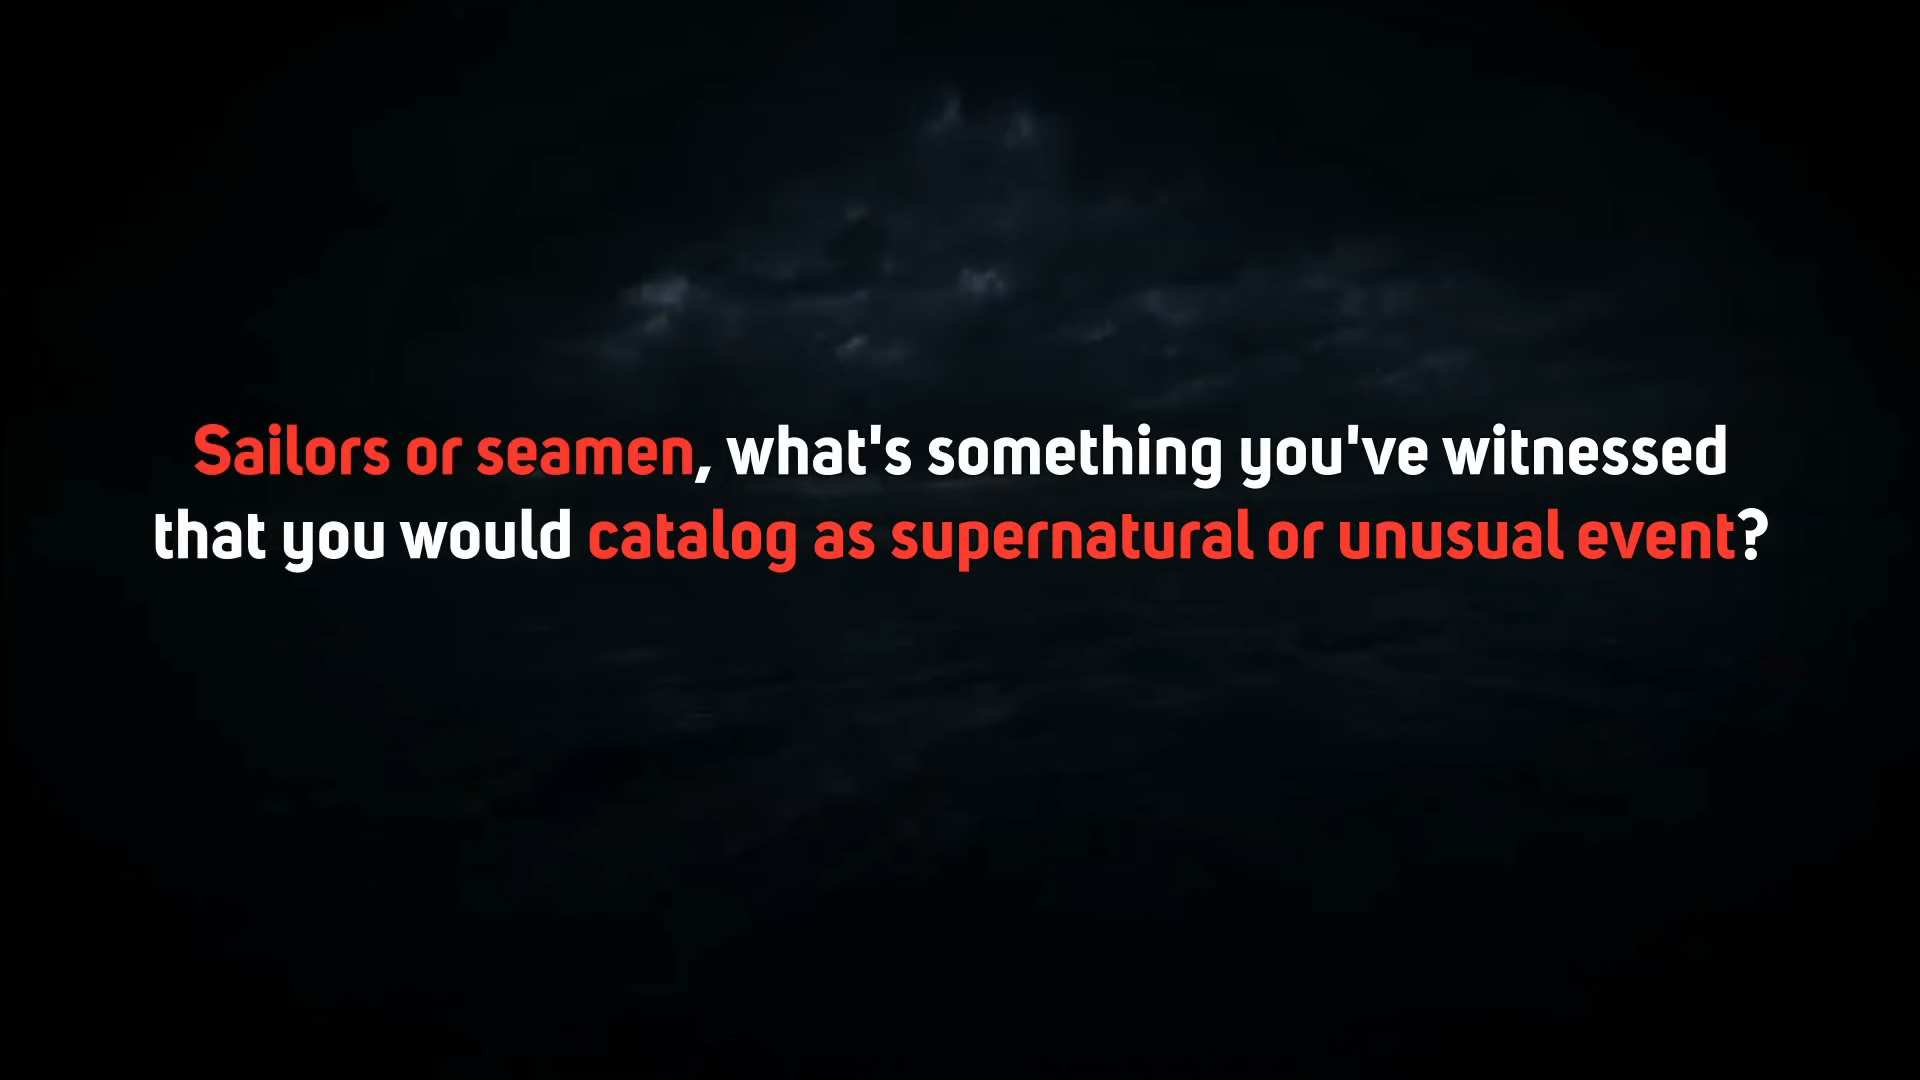 Sailors or seamen, what's something you've witnessed
that you would catalog as supernatural or unusual event?